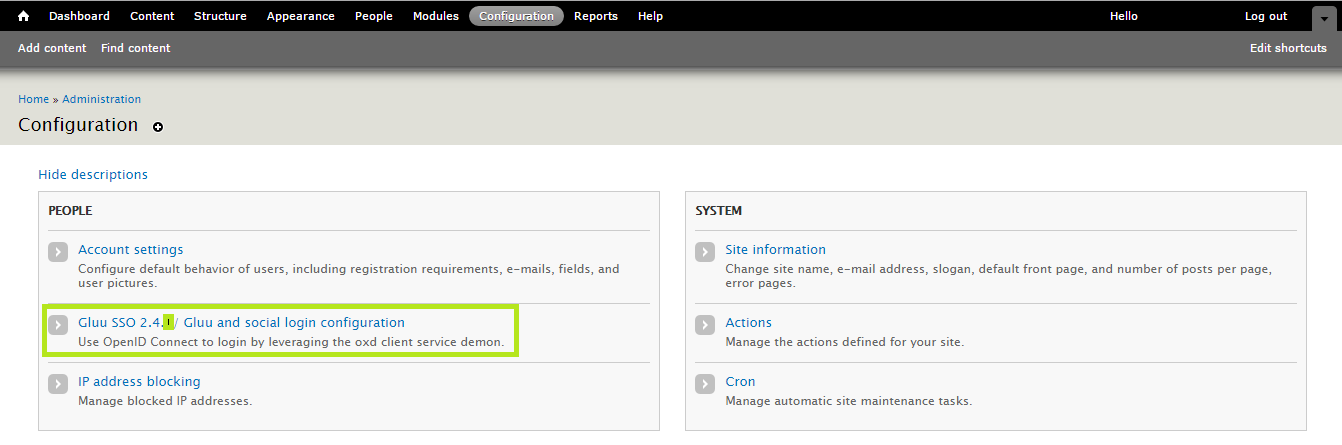 Dashboard Content Structure Appearance People Modules Configuration Reports Help Hello Log out
Add content Find content Edit shortcuts
Home » Administration
Configuration
Hide descriptions
PEOPLE
Account settings
Configure default behavior of users, including registration requirements, e-mails, fields, and
user pictures.
Gluu SSO 2.4. / Gluu and social login configuration
Use OpenID Connect to login by leveraging the oxd client service demon.
IP address blocking
Manage blocked IP addresses.
SYSTEM
Site information
Change site name, e-mail address, slogan, default front page, and number of posts per page,
error pages.
Actions
Manage the actions defined for your site.
Cron
Manage automatic site maintenance tasks.